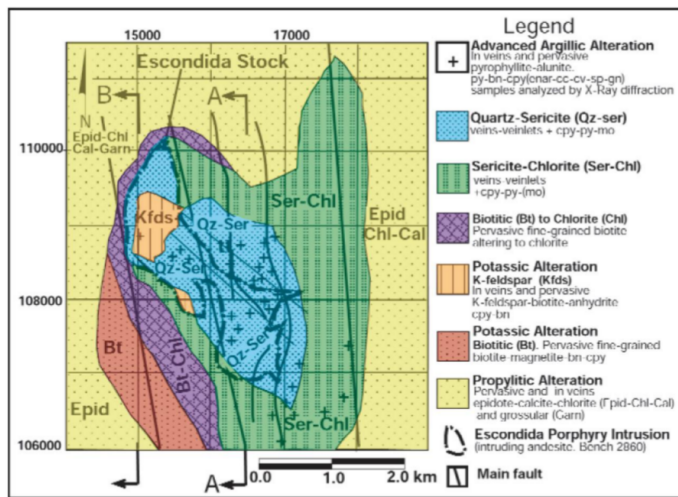 15000
17000
Escondida Stock
B
A
N
Epid-Chl
Cal-Garn
110000
108000
106000
Kfds
Qz-Ser
Qz-Ser
Qz-Ser
Ser-Chl
Ser-Chl
Epid
Chl-Cal
Bt
Bt-Chl
Epid
A
0.0
1.0
2.0 km
Legend
Advanced Argillic Alteration
In veins and pervasive
pyrophyllite-alunite.
py-bn-cpy(enar-cc-cv-sp-gn)
samples analyzed by X-Ray diffraction
Quartz-Sericite (Qz-ser)
veins-veinlets + cpy-py-mo
Sericite-Chlorite (Ser-Chl)
veins-veinlets
+cpy-py-(mo)
Biotitic (Bt) to Chlorite (Chl)
Pervasive fine-grained biotite
altering to chlorite
Potassic Alteration
K-feldspar (Kfds)
In veins and pervasive
K-feldspar-biotite-anhydrite
cpy-bn
Potassic Alteration
Biotitic (Bt). Pervasive fine-grained
biotite-magnetite-bn-cpy
Propylitic Alteration
Pervasive and in veins
epidote-calcite-chlorite (Epid-Chl-Cal)
and grossular (Garn)
Escondida Porphyry Intrusion
(intruding andesite. Bench 2860)
Main fault